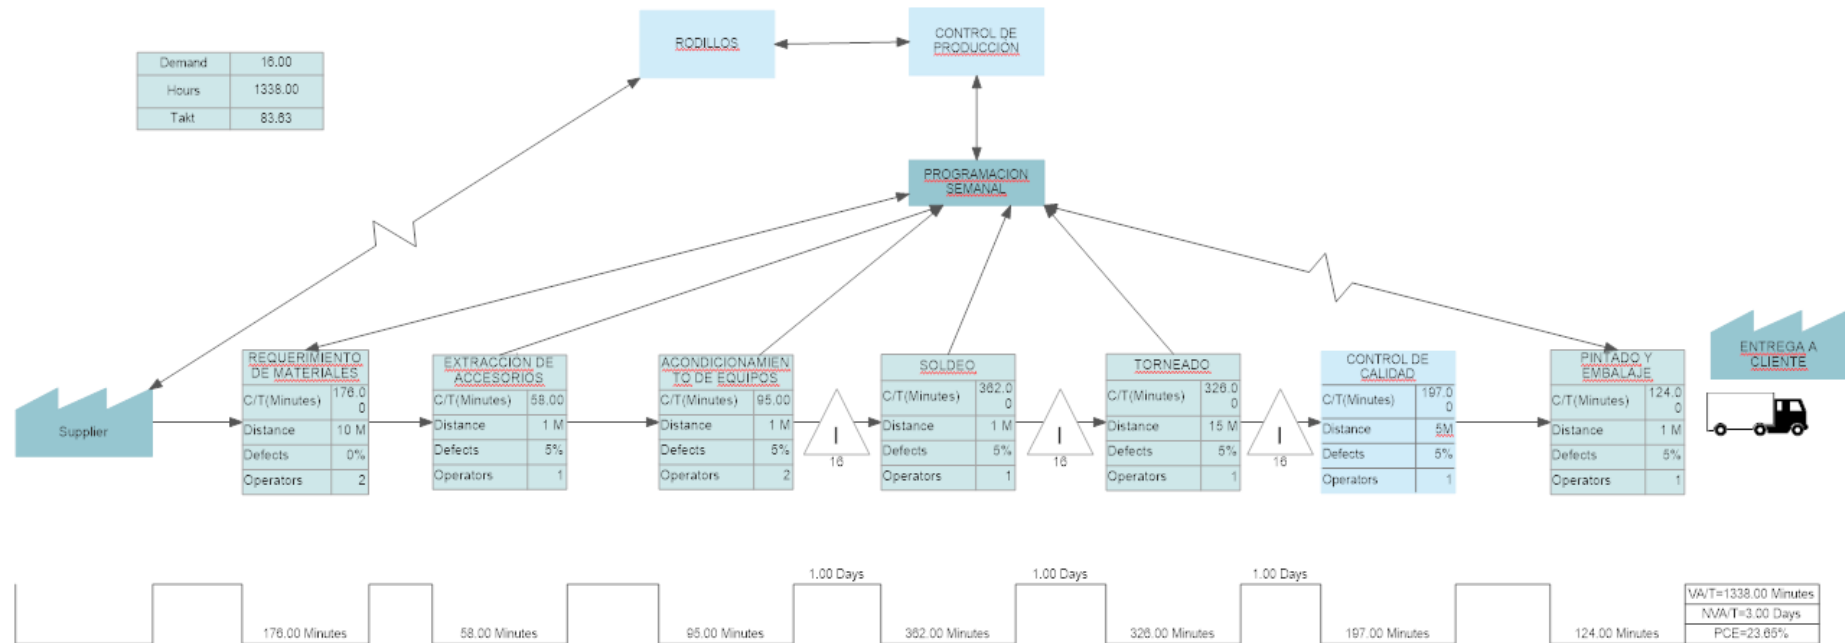 RODILLOS
CONTROL DE
PRODUCCIÓN
Demand 16.00
Hours 1338.00
Takt 83.63
PROGRAMACION
SEMANAL
Supplier
REQUERIMIENTO
DE MATERIALES
C/T(Minutes) 176.0
0
Distance 10 M
Defects 0%
Operators 2
EXTRACCIÓN DE
ACCESORIOS
C/T(Minutes) 58.00
Distance 1 M
Defects 5%
Operators 1
ACONDICIONAMIEN
TO DE EQUIPOS
C/T(Minutes) 95.00
Distance 1 M
Defects 5%
Operators 2
I
16
SOLDEO
C/T(Minutes) 362.0
0
Distance 1 M
Defects 5%
Operators 1
I
16
TORNEADO
C/T(Minutes) 326.0
0
Distance 15 M
Defects 5%
Operators 1
I
16
CONTROL DE
CALIDAD
C/T(Minutes) 197.0
0
Distance 5M
Defects 5%
Operators 1
PINTADO Y
EMBALAJE
C/T(Minutes) 124.0
0
Distance 1 M
Defects 5%
Operators 1
ENTREGA A
CLIENTE
1.00 Days 1.00 Days 1.00 Days
176.00 Minutes 58.00 Minutes 95.00 Minutes 362.00 Minutes 326.00 Minutes 197.00 Minutes 124.00 Minutes
VA/T=1338.00 Minutes
NVA/T=3.00 Days
PCE=23.65%